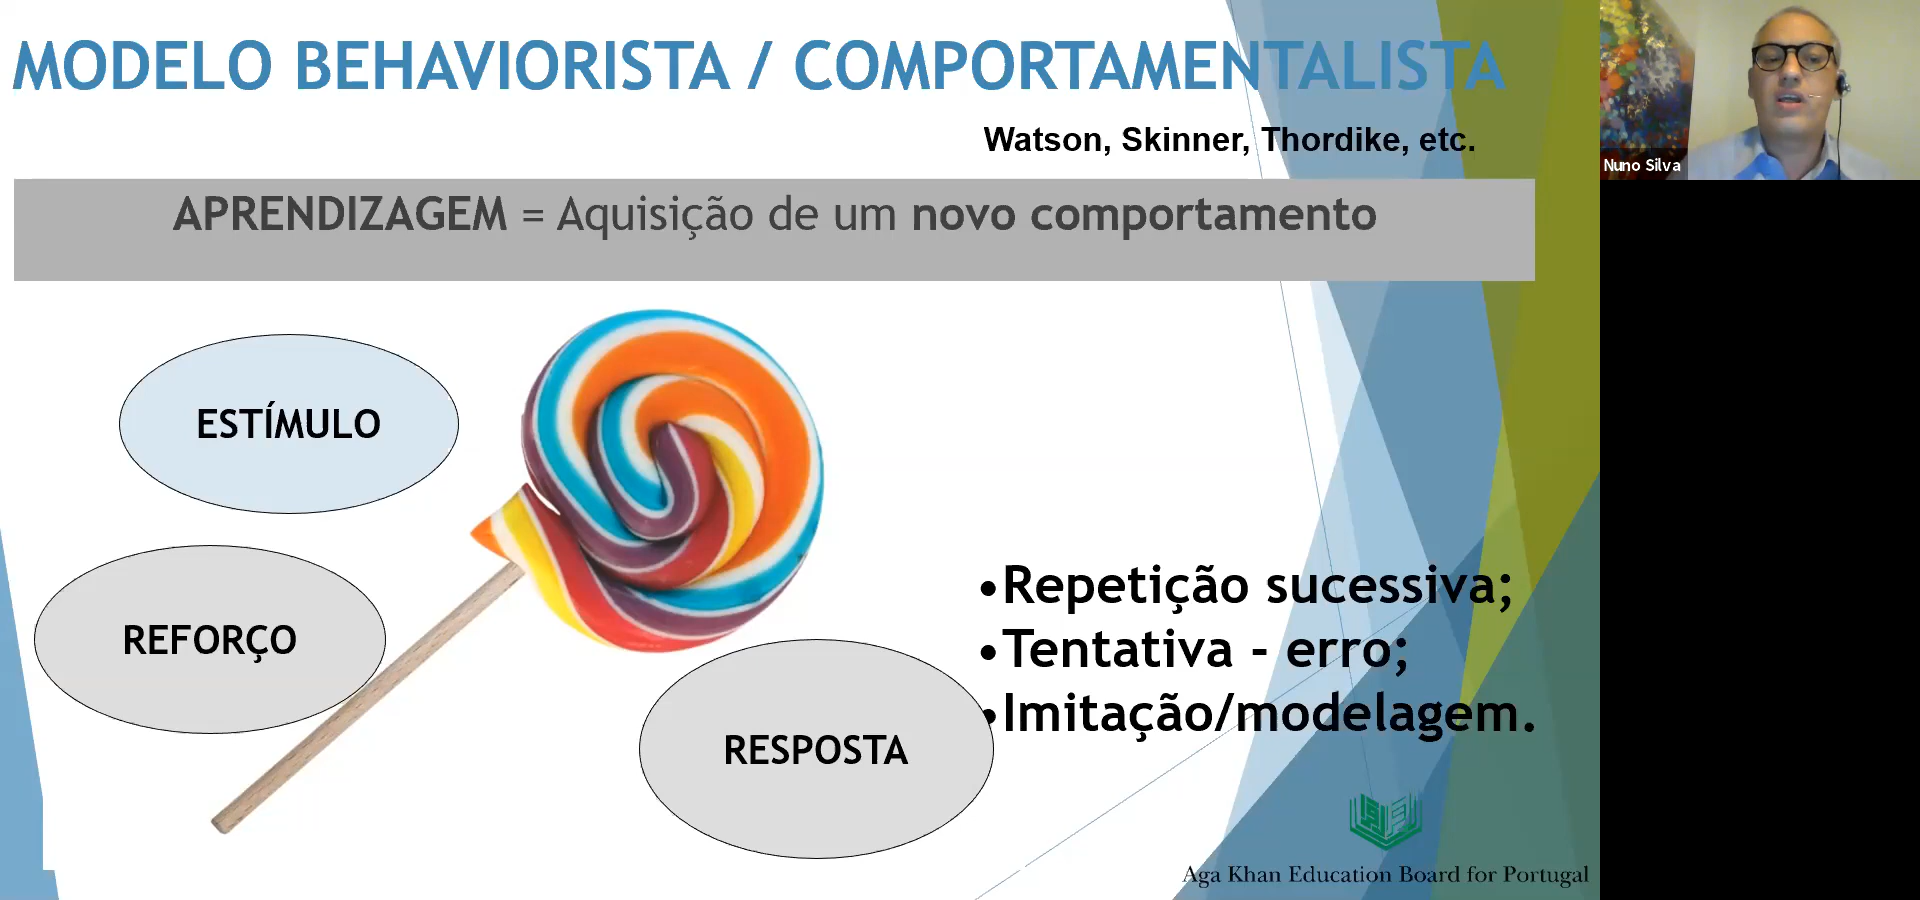 MODELO BEHAVIORISTA / COMPORTAMENTALISTA
Watson, Skinner, Thordike, etc.
Nuno Silva
APRENDIZAGEM = Aquisição de um novo comportamento
ESTÍMULO
REFORÇO
RESPOSTA
•Repetição sucessiva;
•Tentativa - erro;
•Imitação/modelagem.
Aga Khan Education Board for Portugal